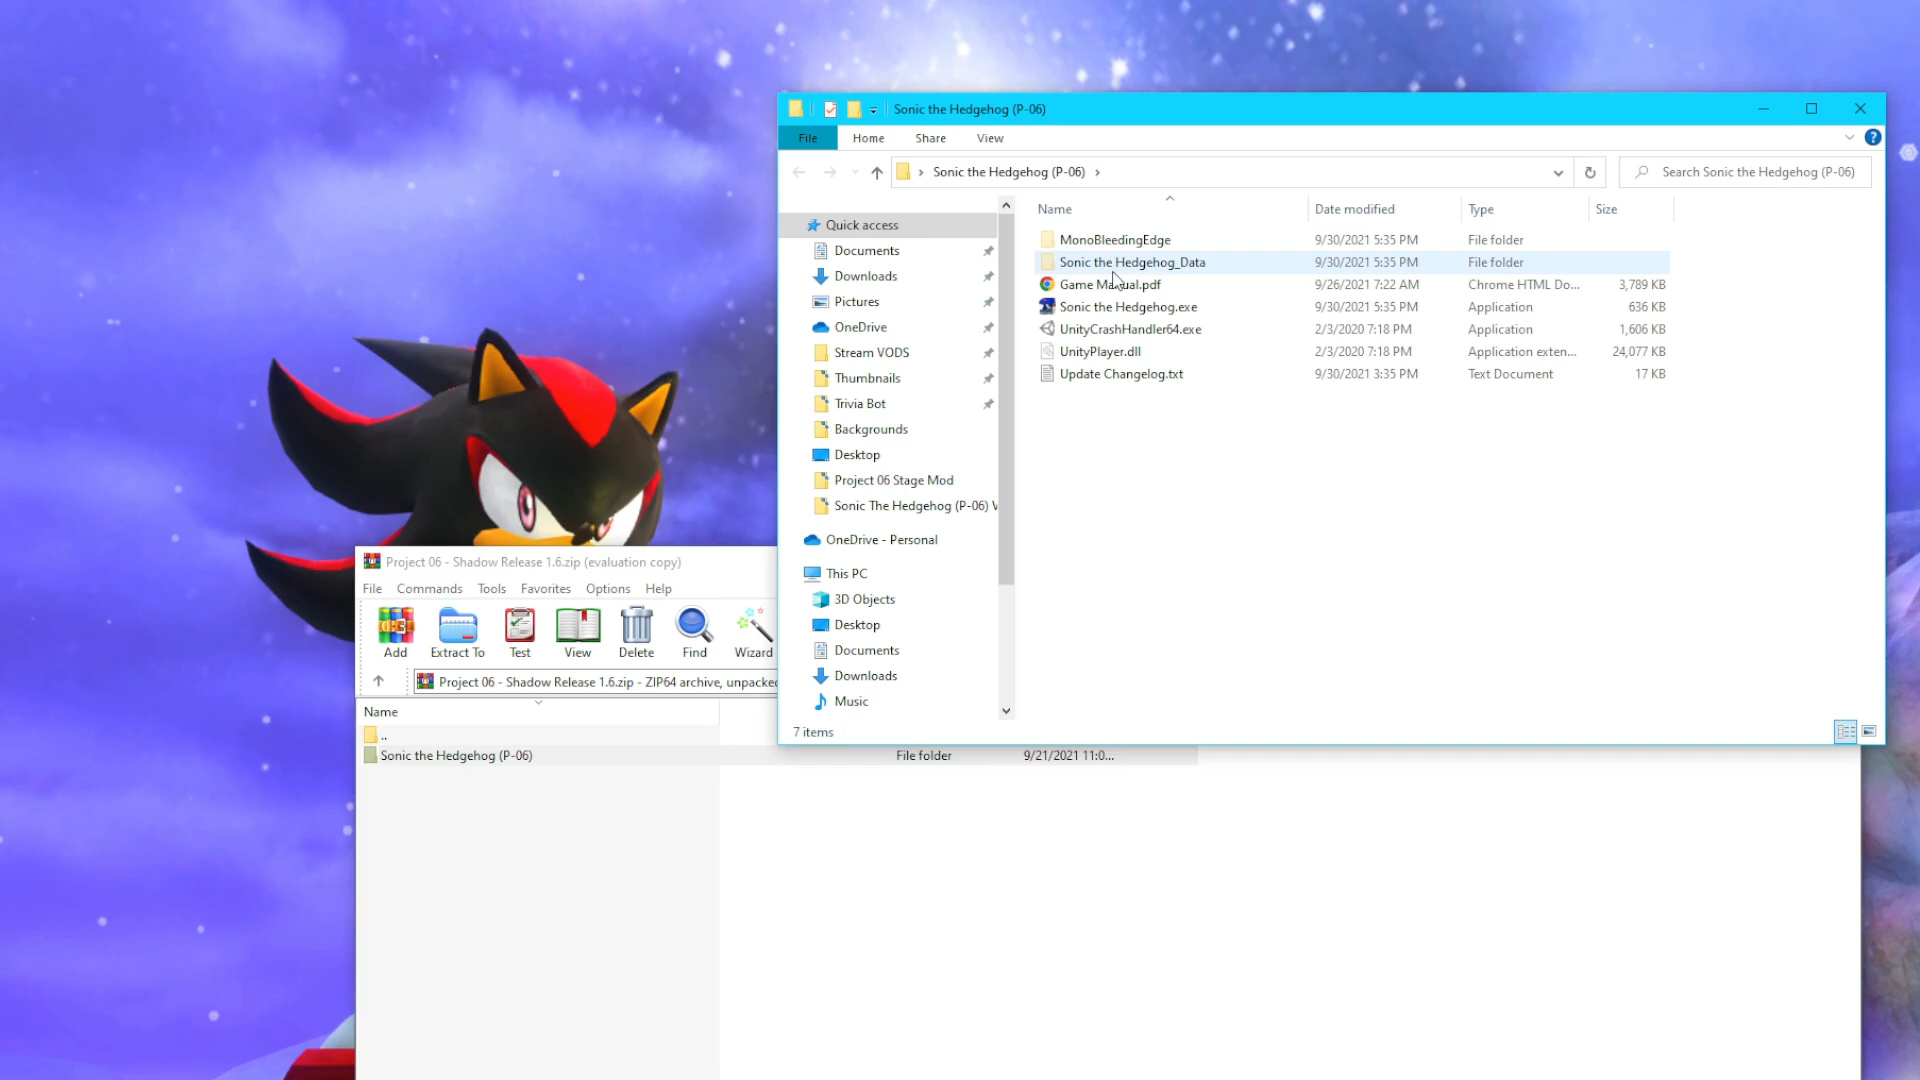 Sonic the Hedgehog (P-06)
File Home Share View
Sonic the Hedgehog (P-06)
Search Sonic the Hedgehog (P-06)
Name Date modified Type Size
Quick access
Documents
Downloads
Pictures
OneDrive
Stream VODS
Thumbnails
Trivia Bot
Backgrounds
Desktop
Project 06 Stage Mod
Sonic The Hedgehog (P-06) V
OneDrive - Personal
This PC
3D Objects
Desktop
Documents
Downloads
Music
MonoBleedingEdge 9/30/2021 5:35 PM File folder
Sonic the Hedgehog_Data 9/30/2021 5:35 PM File folder
Game Manual.pdf 9/26/2021 7:22 AM Chrome HTML Do... 3,789 KB
Sonic the Hedgehog.exe 9/30/2021 5:35 PM Application 636 KB
UnityCrashHandler64.exe 2/3/2020 7:18 PM Application 1,606 KB
UnityPlayer.dll 2/3/2020 7:18 PM Application exten... 24,077 KB
Update Changelog.txt 9/30/2021 3:35 PM Text Document 17 KB
7 items
Project 06 - Shadow Release 1.6.zip (evaluation copy)
File Commands Tools Favorites Options Help
Add Extract To Test View Delete Find Wizard
Project 06 - Shadow Release 1.6.zip - ZIP64 archive, unpacked
Name
..
Sonic the Hedgehog (P-06) File folder 9/21/2021 11:0...